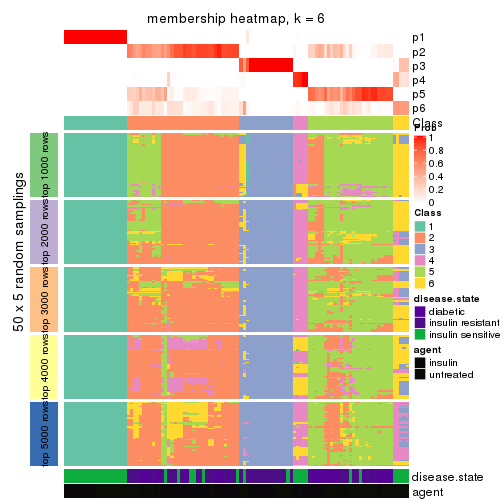 membership heatmap, k = 6
p1
p2
p3
p4
p5
p6
Class
Prob
1
0.8
0.6
0.4
0.2
0
Class
1
2
3
4
5
6
disease.state
diabetic
insulin resistant
insulin sensitive
agent
insulin
untreated
50 x 5 random samplings
top 1000 rows
top 2000 rows
top 3000 rows
top 4000 rows
top 5000 rows
disease.state
agent